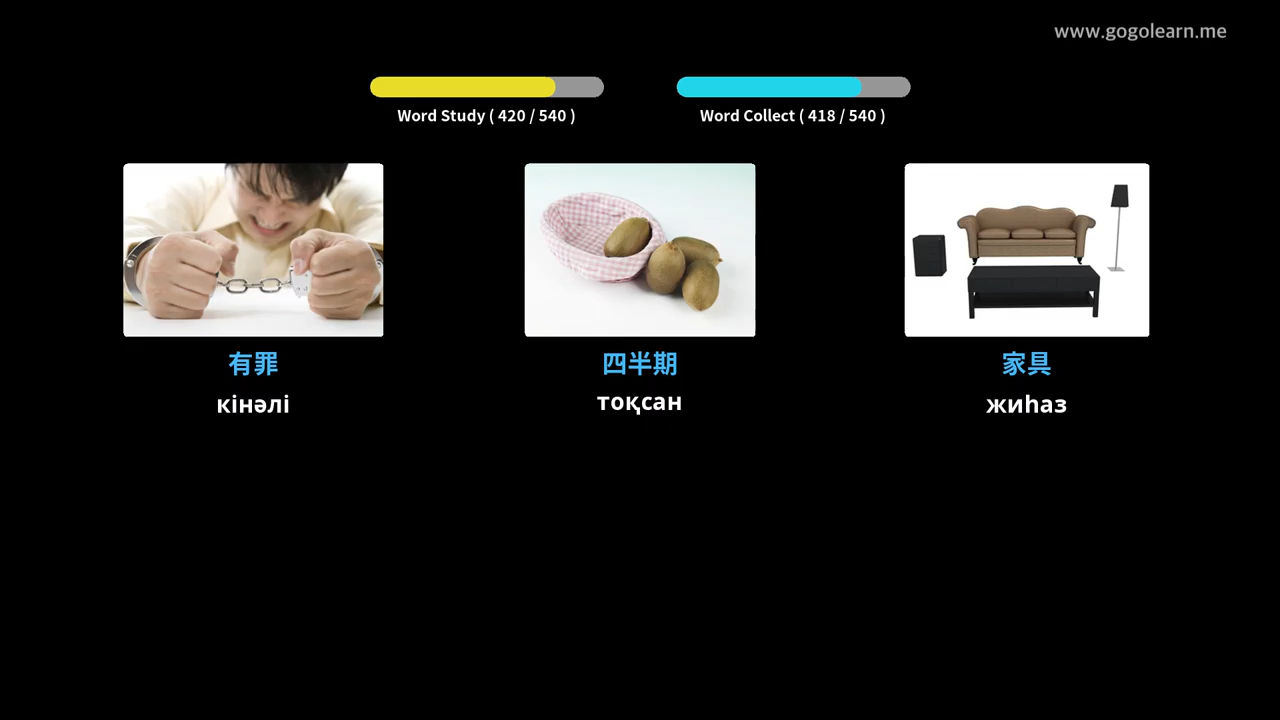 www.gogolearn.me
Word Study ( 420 / 540 )
Word Collect ( 418 / 540 )
有罪
四半期
家具
кінәлі
тоқсан
жиһаз